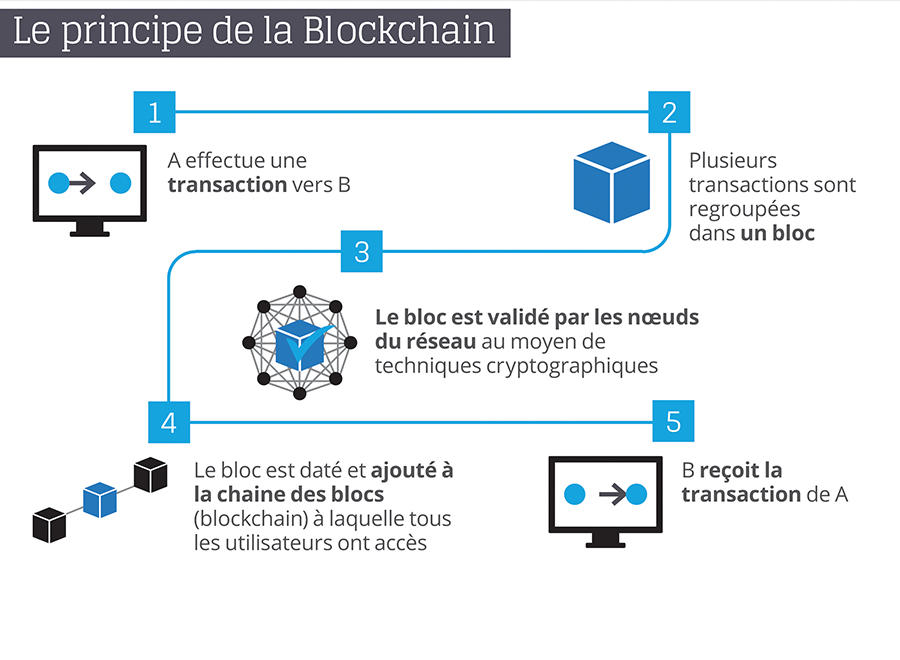 Le principe de la Blockchain
1
A effectue une
transaction vers B
2
Plusieurs
transactions sont
regroupées
dans un bloc
3
Le bloc est validé par les nœuds
du réseau au moyen de
techniques cryptographiques
4
Le bloc est daté et ajouté à
la chaine des blocs
(blockchain) à laquelle tous
les utilisateurs ont accès
5
B reçoit la
transaction de A